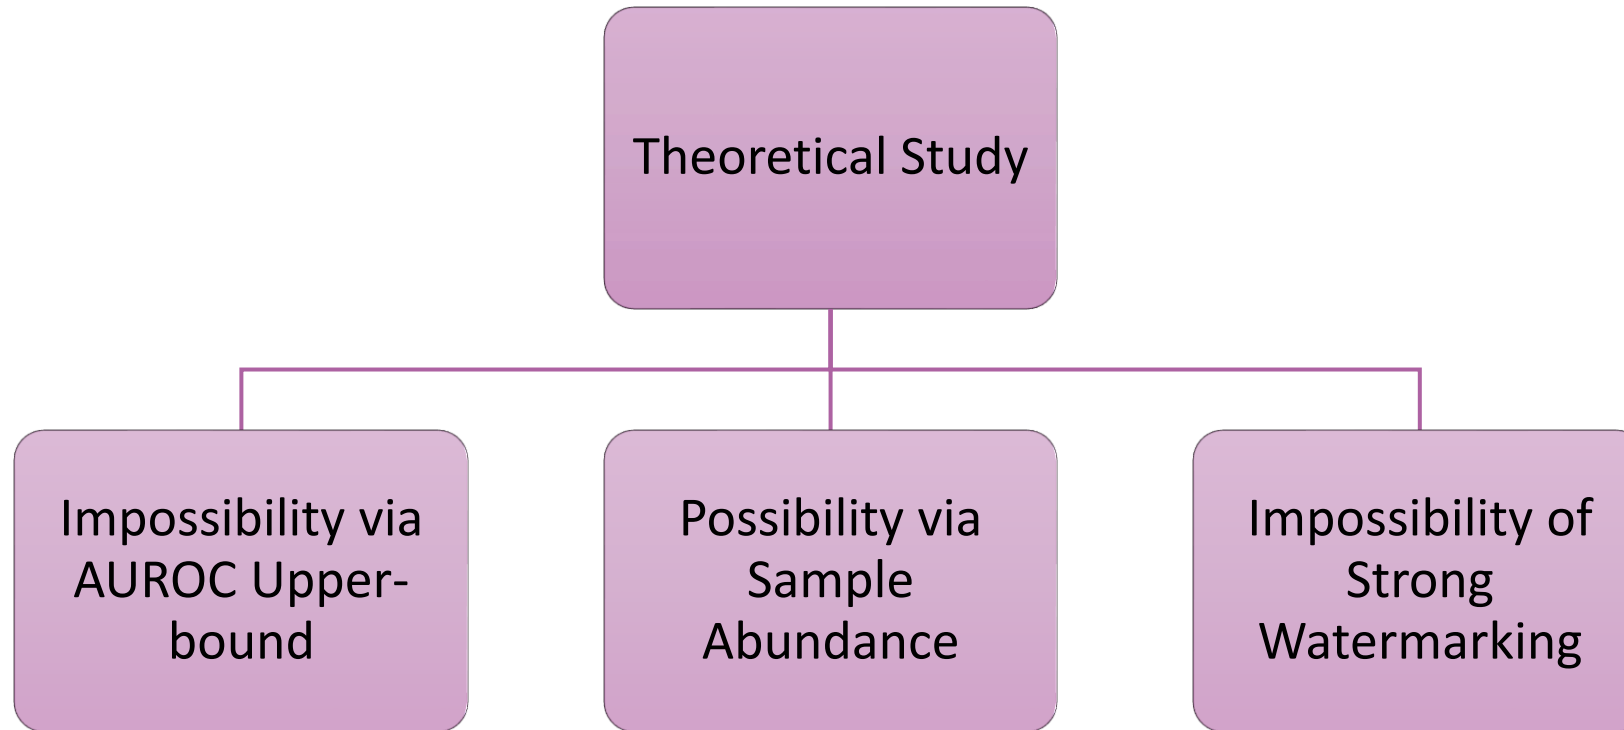 Theoretical Study
Impossibility via
AUROC Upper-
bound
Possibility via
Sample
Abundance
Impossibility of
Strong
Watermarking